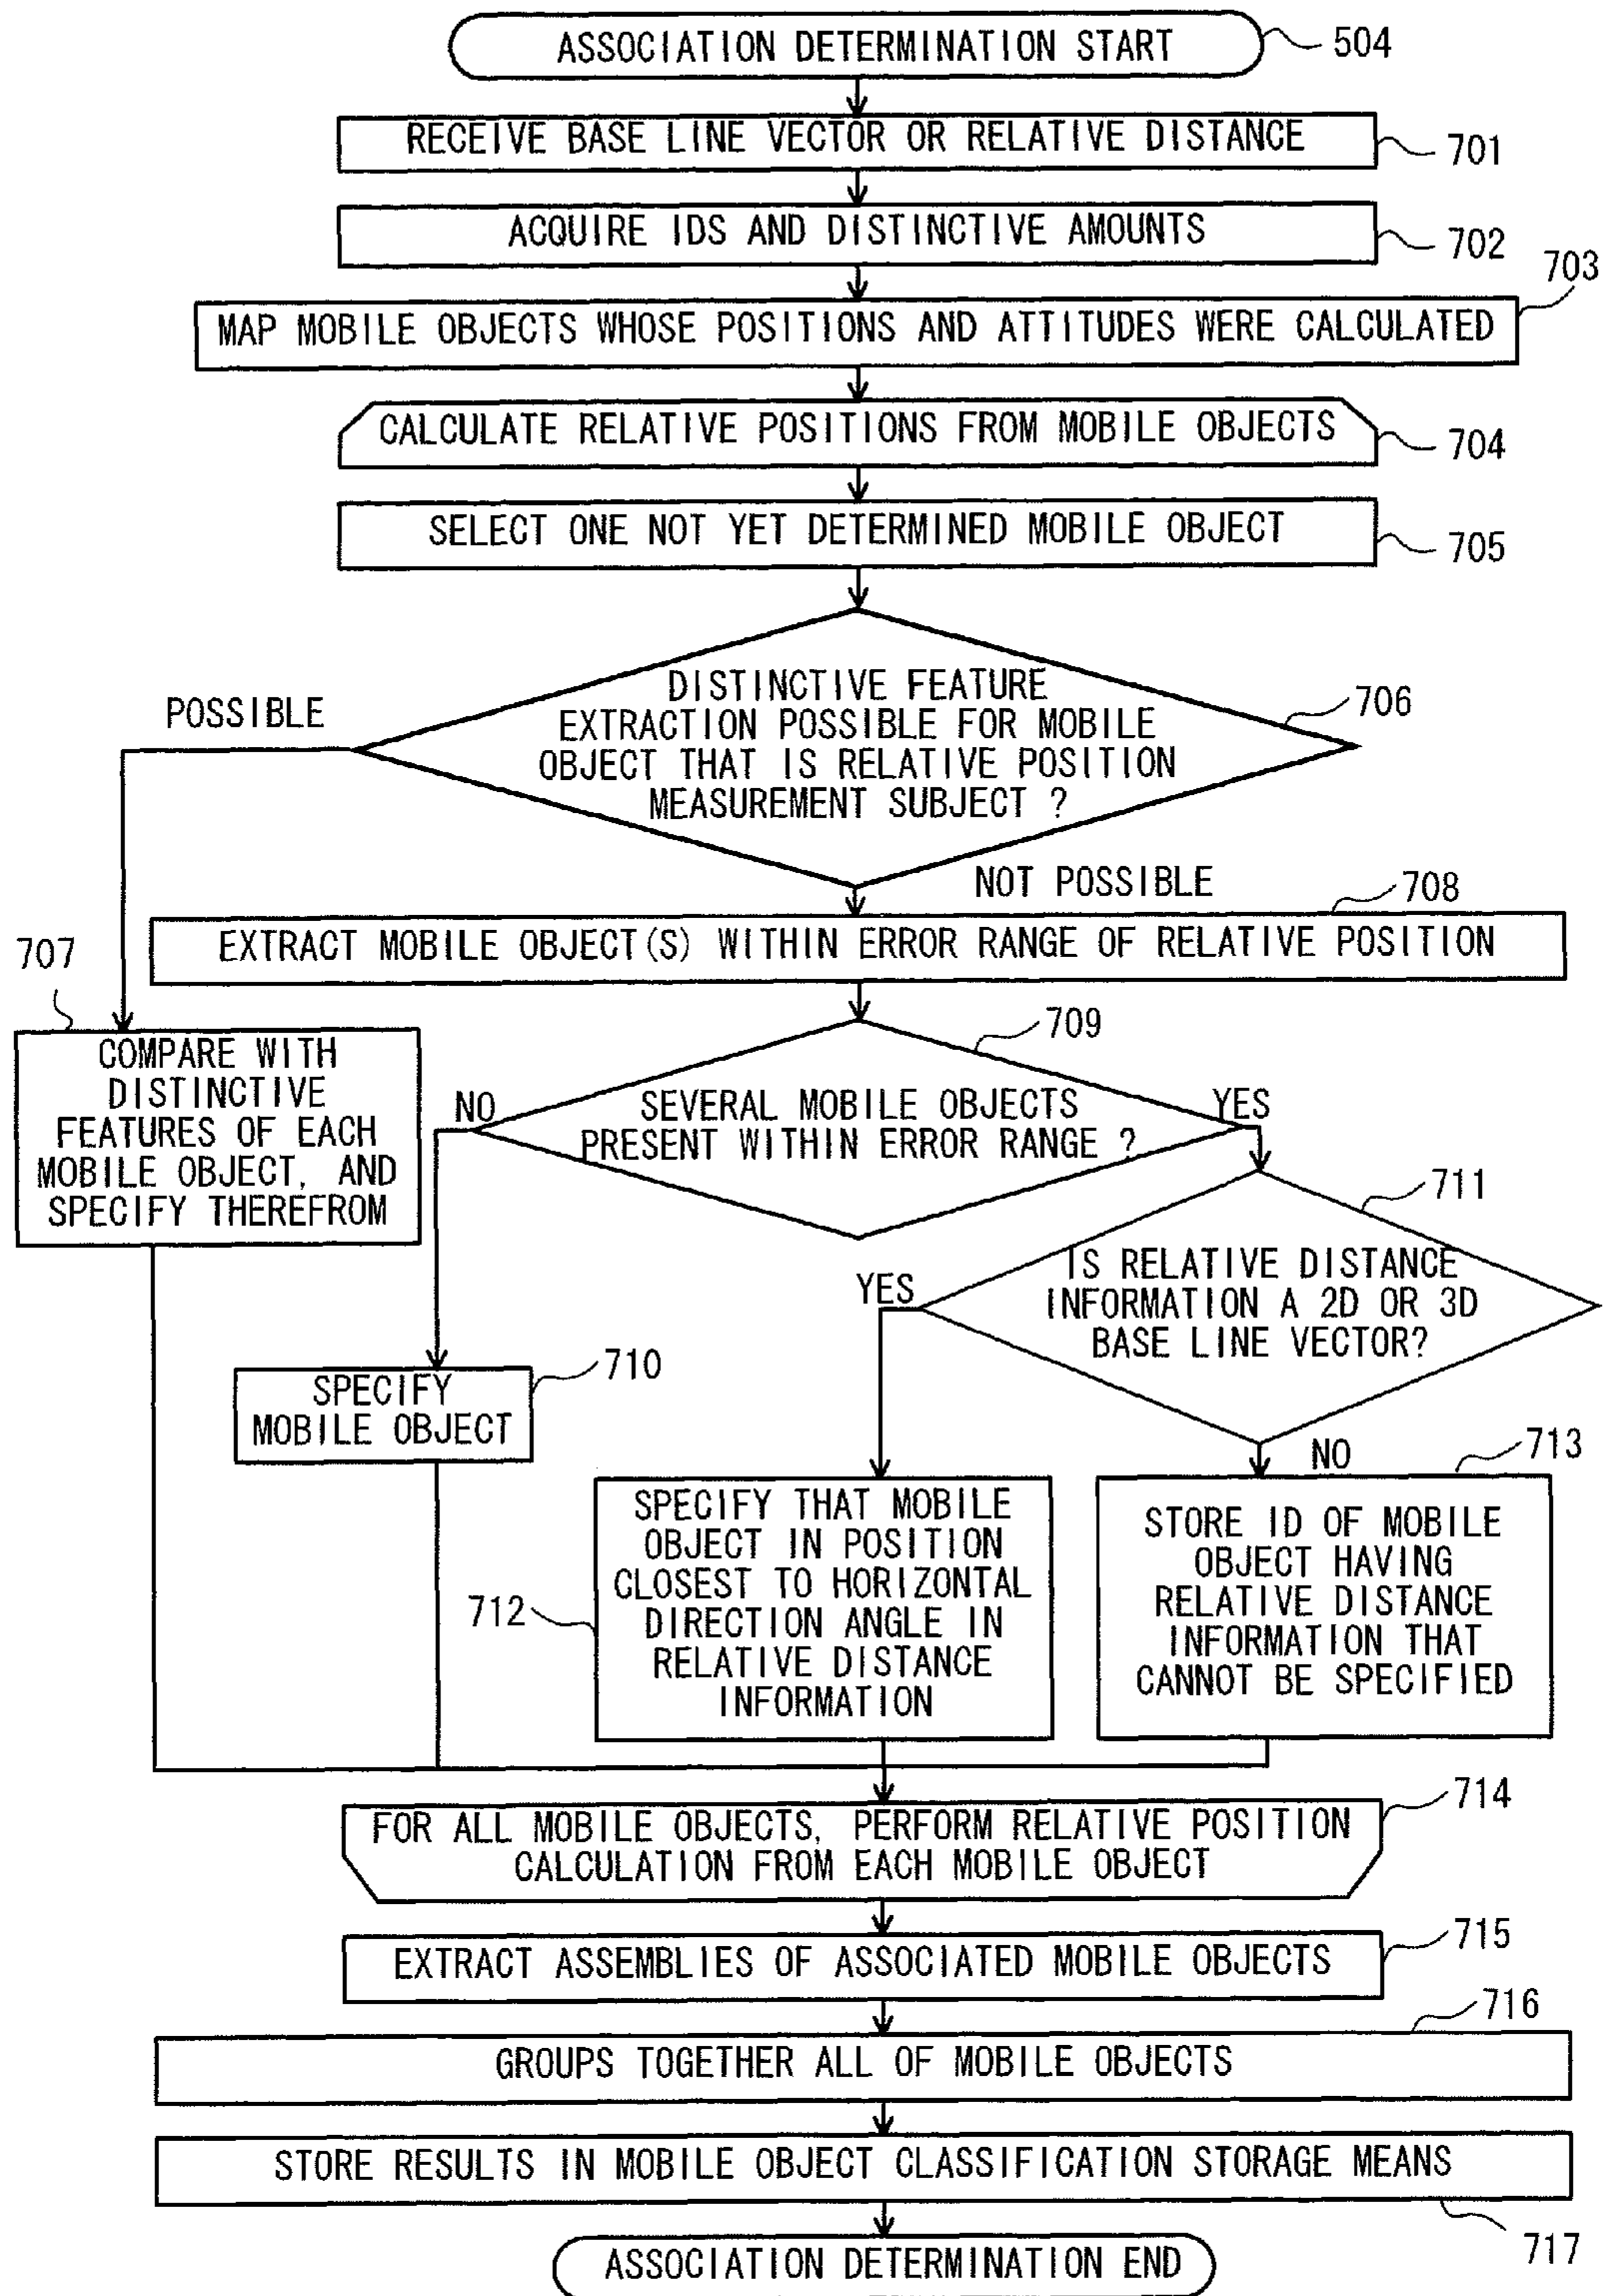 ASSOCIATION DETERMINATION START
504
RECEIVE BASE LINE VECTOR OR RELATIVE DISTANCE
701
ACQUIRE IDS AND DISTINCTIVE AMOUNTS
702
703
MAP MOBILE OBJECTS WHOSE POSITIONS AND ATTITUDES WERE CALCULATED
CALCULATE RELATIVE POSITIONS FROM MOBILE OBJECTS
704
SELECT ONE NOT YET DETERMINED MOBILE OBJECT
705
DISTINCTIVE FEATURE
EXTRACTION POSSIBLE FOR MOBILE
OBJECT THAT IS RELATIVE POSITION
MEASUREMENT SUBJECT ?
706
POSSIBLE
NOT POSSIBLE
708
EXTRACT MOBILE OBJECT(S) WITHIN ERROR RANGE OF RELATIVE POSITION
707
COMPARE WITH
DISTINCTIVE
FEATURES OF EACH
MOBILE OBJECT, AND
SPECIFY THEREFROM
709
NO
SEVERAL MOBILE OBJECTS
PRESENT WITHIN ERROR RANGE ?
YES
711
YES
IS RELATIVE DISTANCE
INFORMATION A 2D OR 3D
BASE LINE VECTOR?
710
SPECIFY
MOBILE OBJECT
NO
713
712
SPECIFY THAT MOBILE
OBJECT IN POSITION
CLOSEST TO HORIZONTAL
DIRECTION ANGLE IN
RELATIVE DISTANCE
INFORMATION
STORE ID OF MOBILE
OBJECT HAVING
RELATIVE DISTANCE
INFORMATION THAT
CANNOT BE SPECIFIED
714
FOR ALL MOBILE OBJECTS, PERFORM RELATIVE POSITION
CALCULATION FROM EACH MOBILE OBJECT
715
EXTRACT ASSEMBLIES OF ASSOCIATED MOBILE OBJECTS
716
GROUPS TOGETHER ALL OF MOBILE OBJECTS
STORE RESULTS IN MOBILE OBJECT CLASSIFICATION STORAGE MEANS
717
ASSOCIATION DETERMINATION END